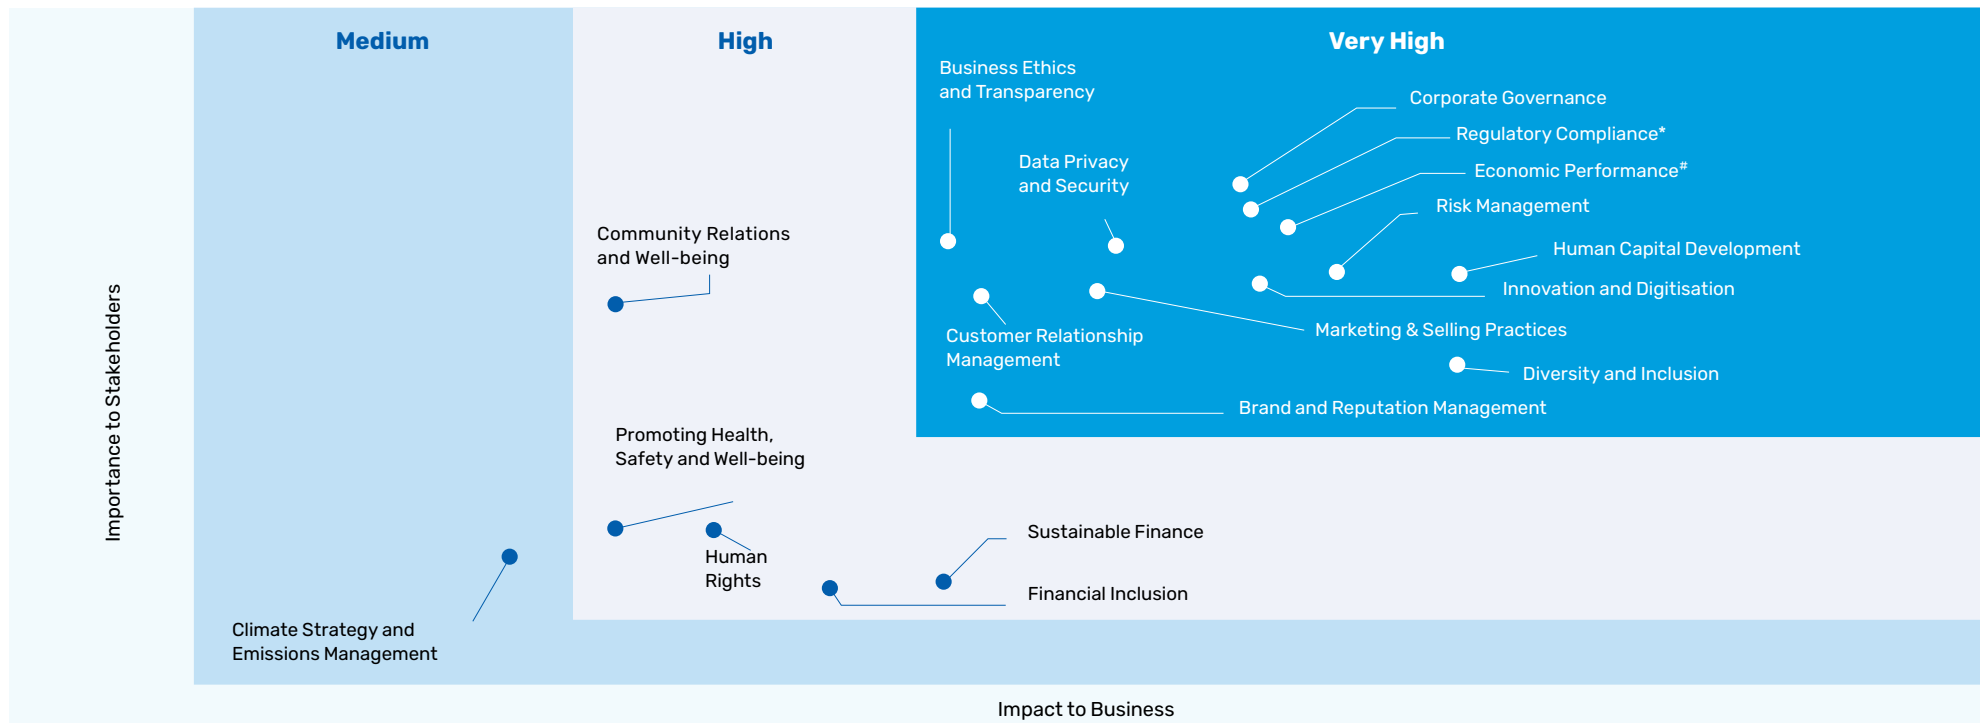 Medium
High
Very High
Business Ethics
and Transparency
Corporate Governance
Regulatory Compliance*
Data Privacy
and Security
Economic Performance#
Risk Management
Community Relations
and Well-being
Human Capital Development
Innovation and Digitisation
Customer Relationship
Management
Marketing & Selling Practices
Diversity and Inclusion
Brand and Reputation Management
Importance to Stakeholders
Promoting Health,
Safety and Well-being
Human
Rights
Sustainable Finance
Financial Inclusion
Climate Strategy and
Emissions Management
Impact to Business